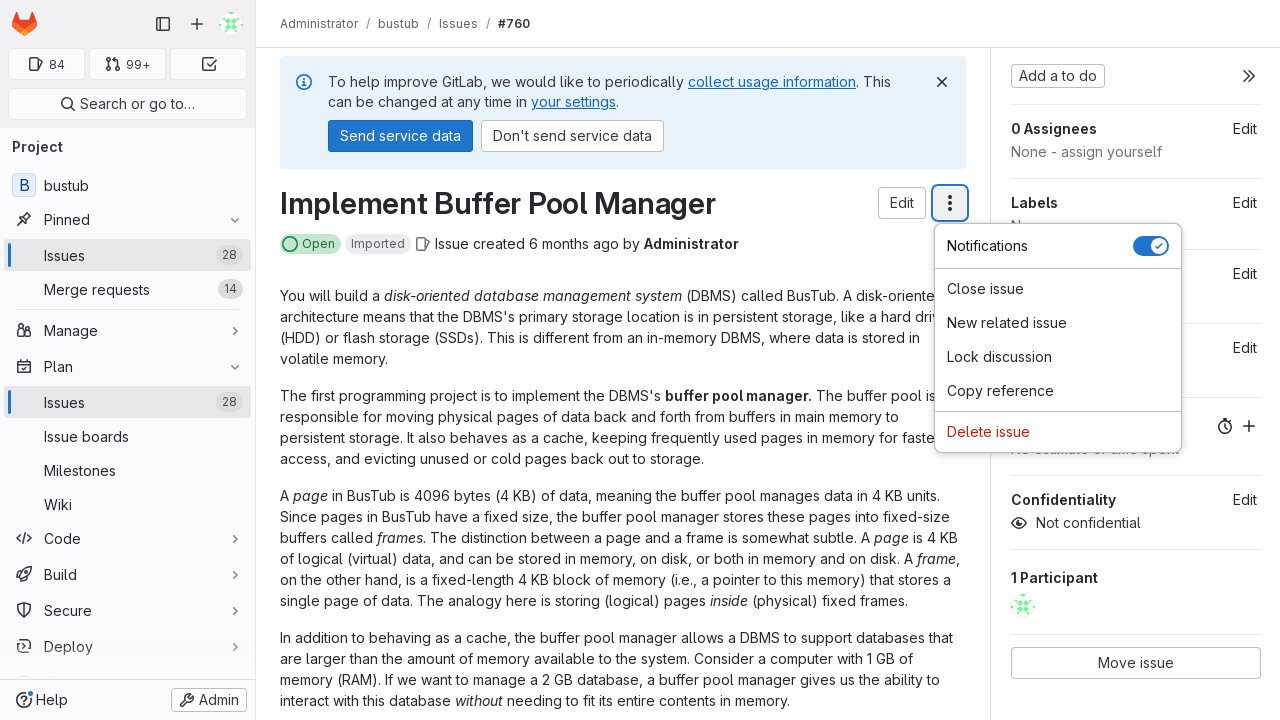 Administrator / bustub / Issues / #760
84
99+
Search or go to…
Project
B bustub
Pinned
Issues 28
Merge requests 14
Manage
Plan
Issues 28
Issue boards
Milestones
Wiki
Code
Build
Secure
Deploy
Help
Admin
To help improve GitLab, we would like to periodically collect usage information. This
can be changed at any time in your settings.
Send service data
Don't send service data
Implement Buffer Pool Manager
Edit
Open
Imported
Issue created 6 months ago by Administrator
You will build a disk-oriented database management system (DBMS) called BusTub. A disk-oriente
architecture means that the DBMS's primary storage location is in persistent storage, like a hard driv
(HDD) or flash storage (SSDs). This is different from an in-memory DBMS, where data is stored in
volatile memory.
The first programming project is to implement the DBMS's buffer pool manager. The buffer pool is
responsible for moving physical pages of data back and forth from buffers in main memory to
persistent storage. It also behaves as a cache, keeping frequently used pages in memory for faste
access, and evicting unused or cold pages back out to storage.
A page in BusTub is 4096 bytes (4 KB) of data, meaning the buffer pool manages data in 4 KB units.
Since pages in BusTub have a fixed size, the buffer pool manager stores these pages into fixed-size
buffers called frames. The distinction between a page and a frame is somewhat subtle. A page is 4 KB
of logical (virtual) data, and can be stored in memory, on disk, or both in memory and on disk. A frame,
on the other hand, is a fixed-length 4 KB block of memory (i.e., a pointer to this memory) that stores a
single page of data. The analogy here is storing (logical) pages inside (physical) fixed frames.
In addition to behaving as a cache, the buffer pool manager allows a DBMS to support databases that
are larger than the amount of memory available to the system. Consider a computer with 1 GB of
memory (RAM). If we want to manage a 2 GB database, a buffer pool manager gives us the ability to
interact with this database without needing to fit its entire contents in memory.
Notifications
Close issue
New related issue
Lock discussion
Copy reference
Delete issue
Add a to do
0 Assignees
Edit
None - assign yourself
Labels
Edit
Edit
Edit
Confidentiality
Edit
Not confidential
1 Participant
Move issue